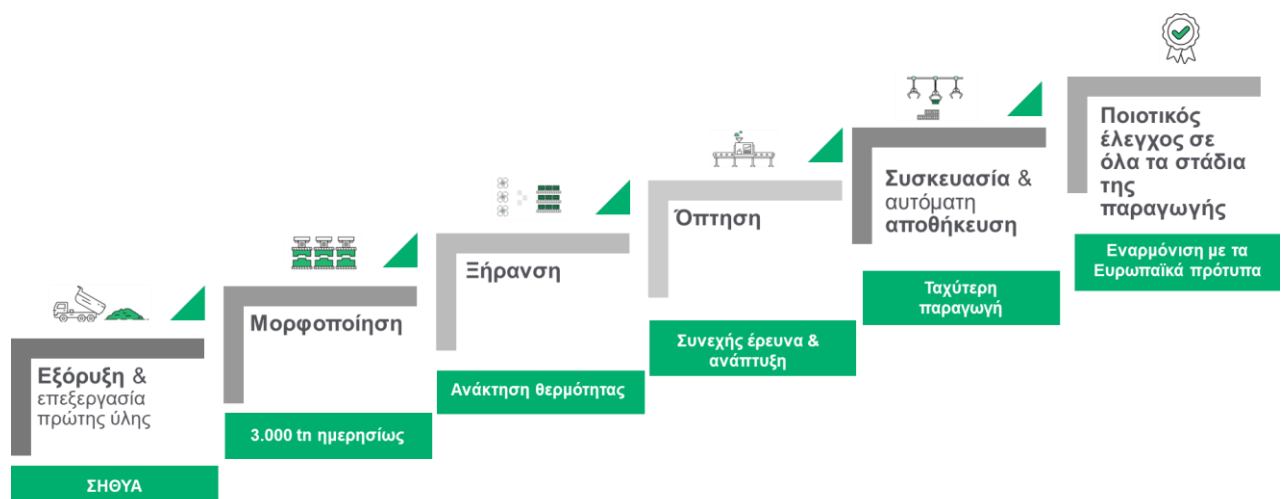 Εξόρυξη &
επεξεργασία
πρώτης ύλης
ΣΗΘΥΑ
Μορφοποίηση
3.000 tn ημερησίως
Ξήρανση
Ανάκτηση θερμότητας
Όπτηση
Συνεχής έρευνα &
ανάπτυξη
Συσκευασία &
αυτόματη
αποθήκευση
Ταχύτερη
παραγωγή
Ποιοτικός
έλεγχος σε
όλα τα στάδια
της
παραγωγής
Εναρμόνιση με τα
Ευρωπαϊκά πρότυπα